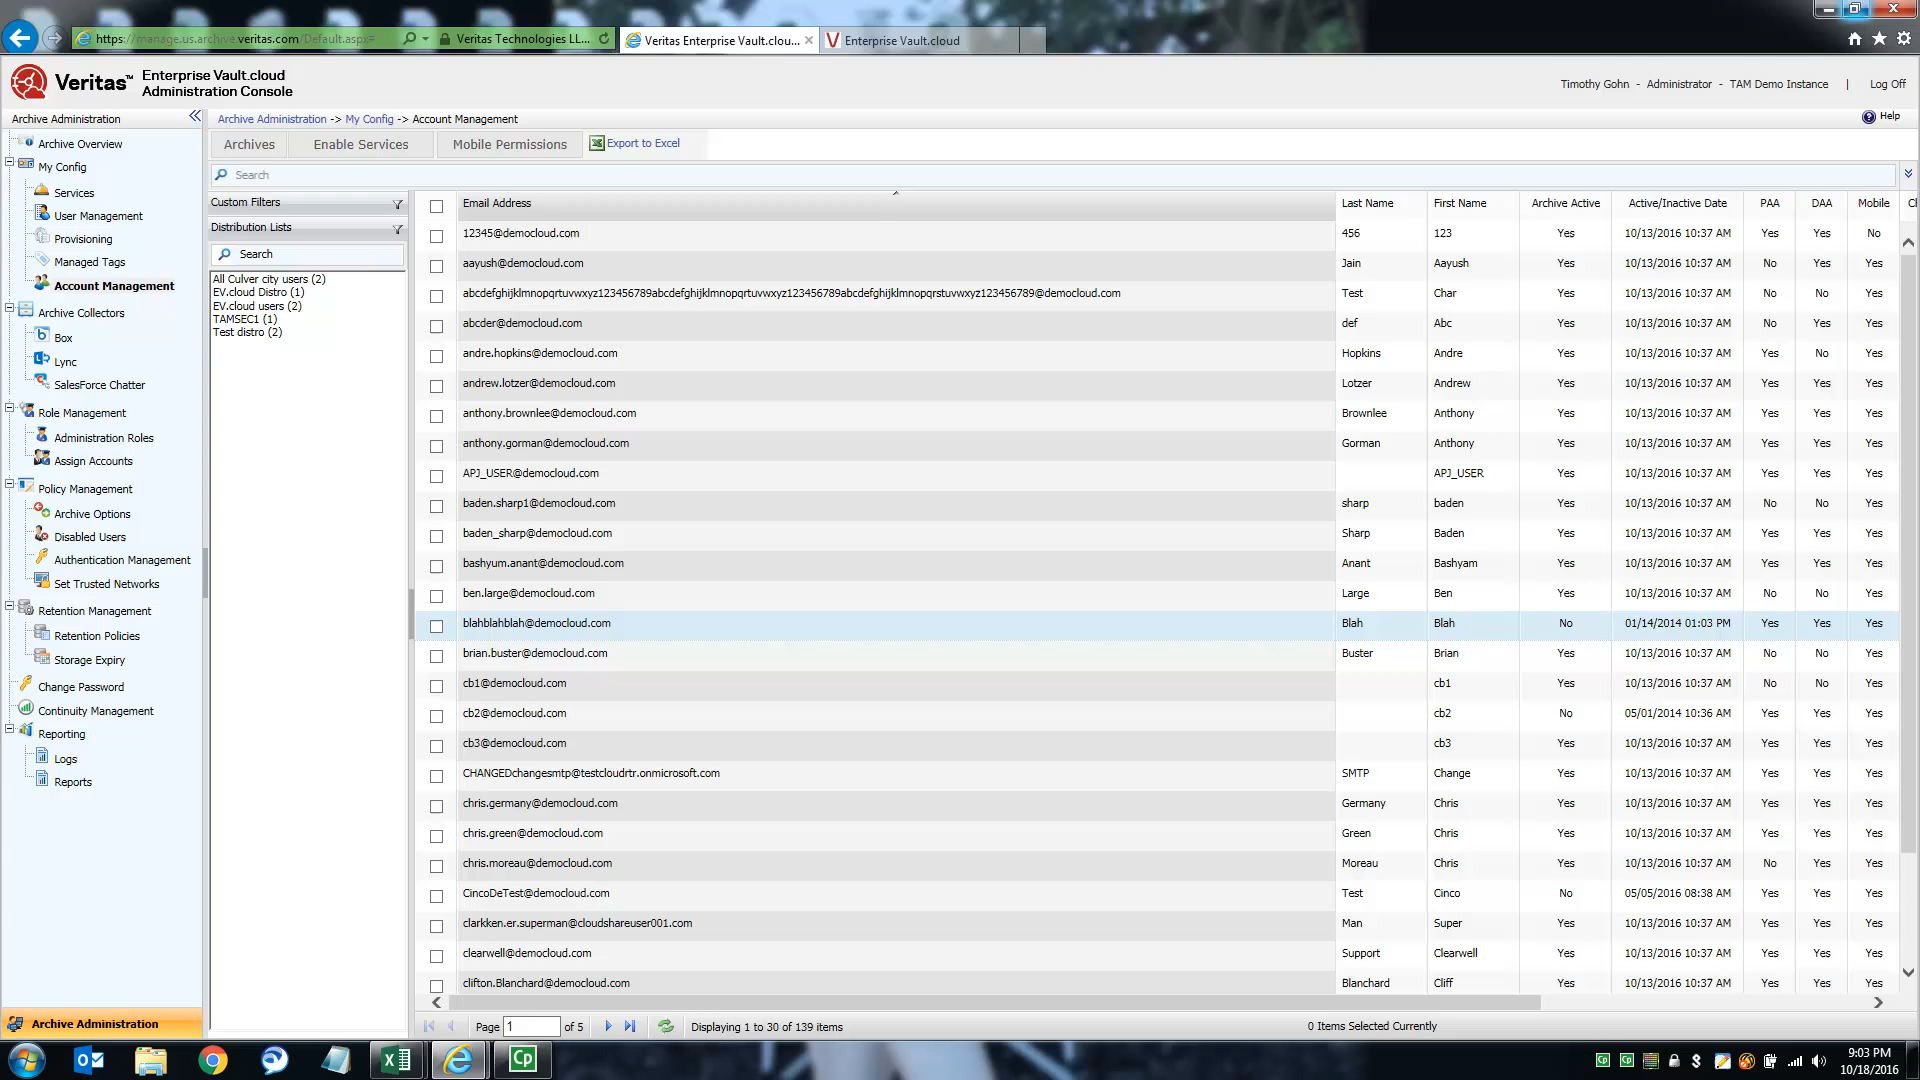 https://manage.us.archive.veritas.com/Default.aspx#
Veritas Technologies LL...
Veritas Enterprise Vault.clou...
Enterprise Vault.cloud
Veritas™ Enterprise Vault.cloud
Administration Console
Timothy Gohn - Administrator - TAM Demo Instance | Log Off
Archive Administration
Archive Administration -> My Config -> Account Management
Help
Archives
Enable Services
Mobile Permissions
Export to Excel
Search
Archive Overview
My Config
Services
User Management
Provisioning
Managed Tags
Account Management
Archive Collectors
Box
Lync
SalesForce Chatter
Role Management
Administration Roles
Assign Accounts
Policy Management
Archive Options
Disabled Users
Authentication Management
Set Trusted Networks
Retention Management
Retention Policies
Storage Expiry
Change Password
Continuity Management
Reporting
Logs
Reports
Archive Administration
Custom Filters
Distribution Lists
Search
All Culver city users (2)
EV.cloud Distro (1)
EV.cloud users (2)
TAMSEC1 (1)
Test distro (2)
Email Address Last Name First Name Archive Active Active/Inactive Date PAA DAA Mobile
12345@democloud.com 456 123 Yes 10/13/2016 10:37 AM Yes Yes No
aayush@democloud.com Jain Aayush Yes 10/13/2016 10:37 AM No Yes Yes
abcdefghijklmnopqrtuvwxyz123456789abcdefghijklmnopqrtuvwxyz123456789abcdefghijklmnopqrstuvwxyz123456789@democloud.com Test Char Yes 10/13/2016 10:37 AM No No Yes
abcder@democloud.com def Abc Yes 10/13/2016 10:37 AM No Yes Yes
andre.hopkins@democloud.com Hopkins Andre Yes 10/13/2016 10:37 AM Yes No Yes
andrew.lotzer@democloud.com Lotzer Andrew Yes 10/13/2016 10:37 AM Yes Yes Yes
anthony.brownlee@democloud.com Brownlee Anthony Yes 10/13/2016 10:37 AM Yes Yes Yes
anthony.gorman@democloud.com Gorman Anthony Yes 10/13/2016 10:37 AM Yes Yes Yes
APJ_USER@democloud.com APJ_USER Yes 10/13/2016 10:37 AM Yes Yes Yes
baden.sharp1@democloud.com sharp baden Yes 10/13/2016 10:37 AM No No Yes
baden_sharp@democloud.com Sharp Baden Yes 10/13/2016 10:37 AM Yes Yes Yes
bashyum.anant@democloud.com Anant Bashyam Yes 10/13/2016 10:37 AM Yes Yes Yes
ben.large@democloud.com Large Ben Yes 10/13/2016 10:37 AM No No Yes
blahblahblah@democloud.com Blah Blah No 01/14/2014 01:03 PM Yes Yes Yes
brian.buster@democloud.com Buster Brian Yes 10/13/2016 10:37 AM No No Yes
cb1@democloud.com cb1 Yes 10/13/2016 10:37 AM No No Yes
cb2@democloud.com cb2 No 05/01/2014 10:36 AM Yes Yes Yes
cb3@democloud.com cb3 Yes 10/13/2016 10:37 AM Yes Yes Yes
CHANGEDchangesmtp@testcloudrtr.onmicrosoft.com SMTP Change Yes 10/13/2016 10:37 AM Yes Yes Yes
chris.germany@democloud.com Germany Chris Yes 10/13/2016 10:37 AM Yes Yes Yes
chris.green@democloud.com Green Chris Yes 10/13/2016 10:37 AM Yes Yes Yes
chris.moreau@democloud.com Moreau Chris Yes 10/13/2016 10:37 AM No Yes Yes
CincoDeTest@democloud.com Test Cinco No 05/05/2016 08:38 AM Yes Yes Yes
clarkken.er.superman@cloudshareuser001.com Man Super Yes 10/13/2016 10:37 AM Yes Yes Yes
clearwell@democloud.com Support Clearwell Yes 10/13/2016 10:37 AM Yes Yes Yes
clifton.Blanchard@democloud.com Blanchard Cliff Yes 10/13/2016 10:37 AM Yes Yes Yes
Page 1 of 5 Displaying 1 to 30 of 139 items 0 Items Selected Currently
9:03 PM
10/18/2016